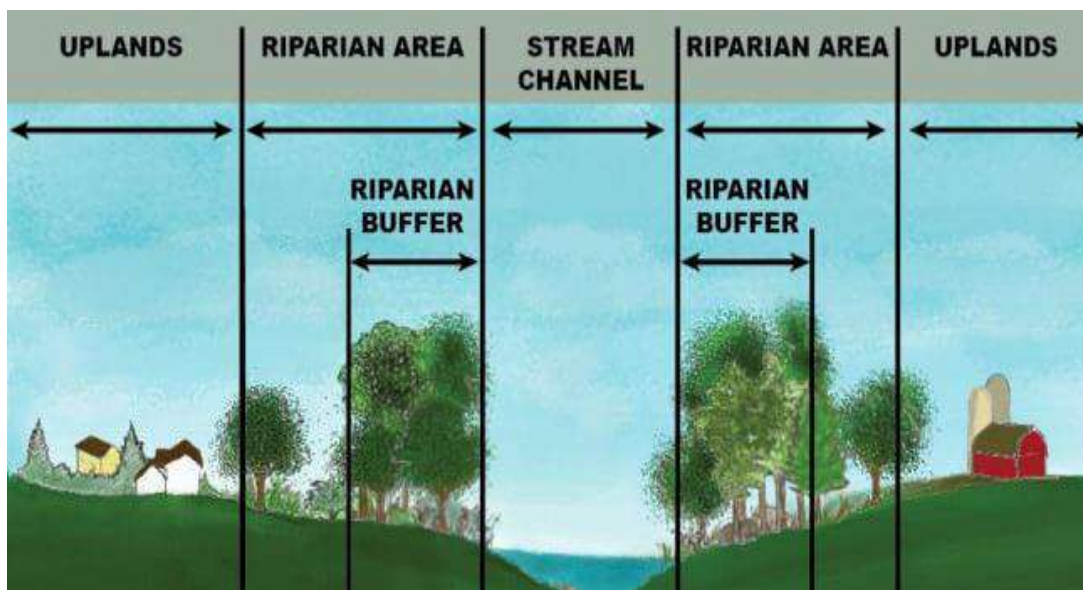 UPLANDS
RIPARIAN AREA
STREAM
CHANNEL
RIPARIAN AREA
UPLANDS
RIPARIAN
BUFFER
RIPARIAN
BUFFER